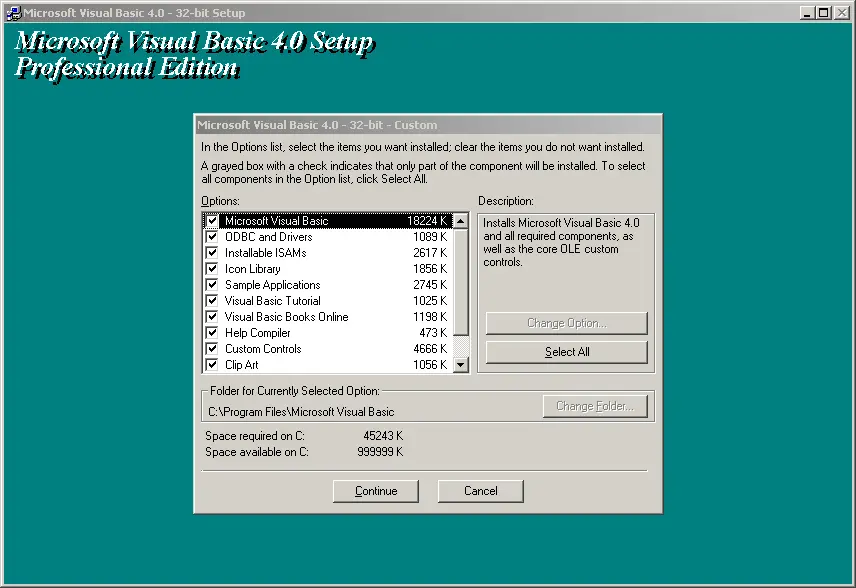 Microsoft Visual Basic 4.0 - 32-bit Setup
Microsoft Visual Basic 4.0 Setup
Professional Edition
Microsoft Visual Basic 4.0 - 32-bit - Custom
In the Options list, select the items you want installed; clear the items you do not want installed.
A grayed box with a check indicates that only part of the component will be installed. To select
all components in the Option list, click Select All.
Options:
Microsoft Visual Basic 18224 K
ODBC and Drivers 1089 K
Installable ISAMs 2617 K
Icon Library 1856 K
Sample Applications 2745 K
Visual Basic Tutorial 1025 K
Visual Basic Books Online 1198 K
Help Compiler 473 K
Custom Controls 4666 K
Clip Art 1056 K
Description:
Installs Microsoft Visual Basic 4.0
and all required components, as
well as the core OLE custom
controls.
Change Option...
Select All
Folder for Currently Selected Option:
C:\Program Files\Microsoft Visual Basic
Change Folder...
Space required on C: 45243 K
Space available on C: 999999 K
Continue
Cancel